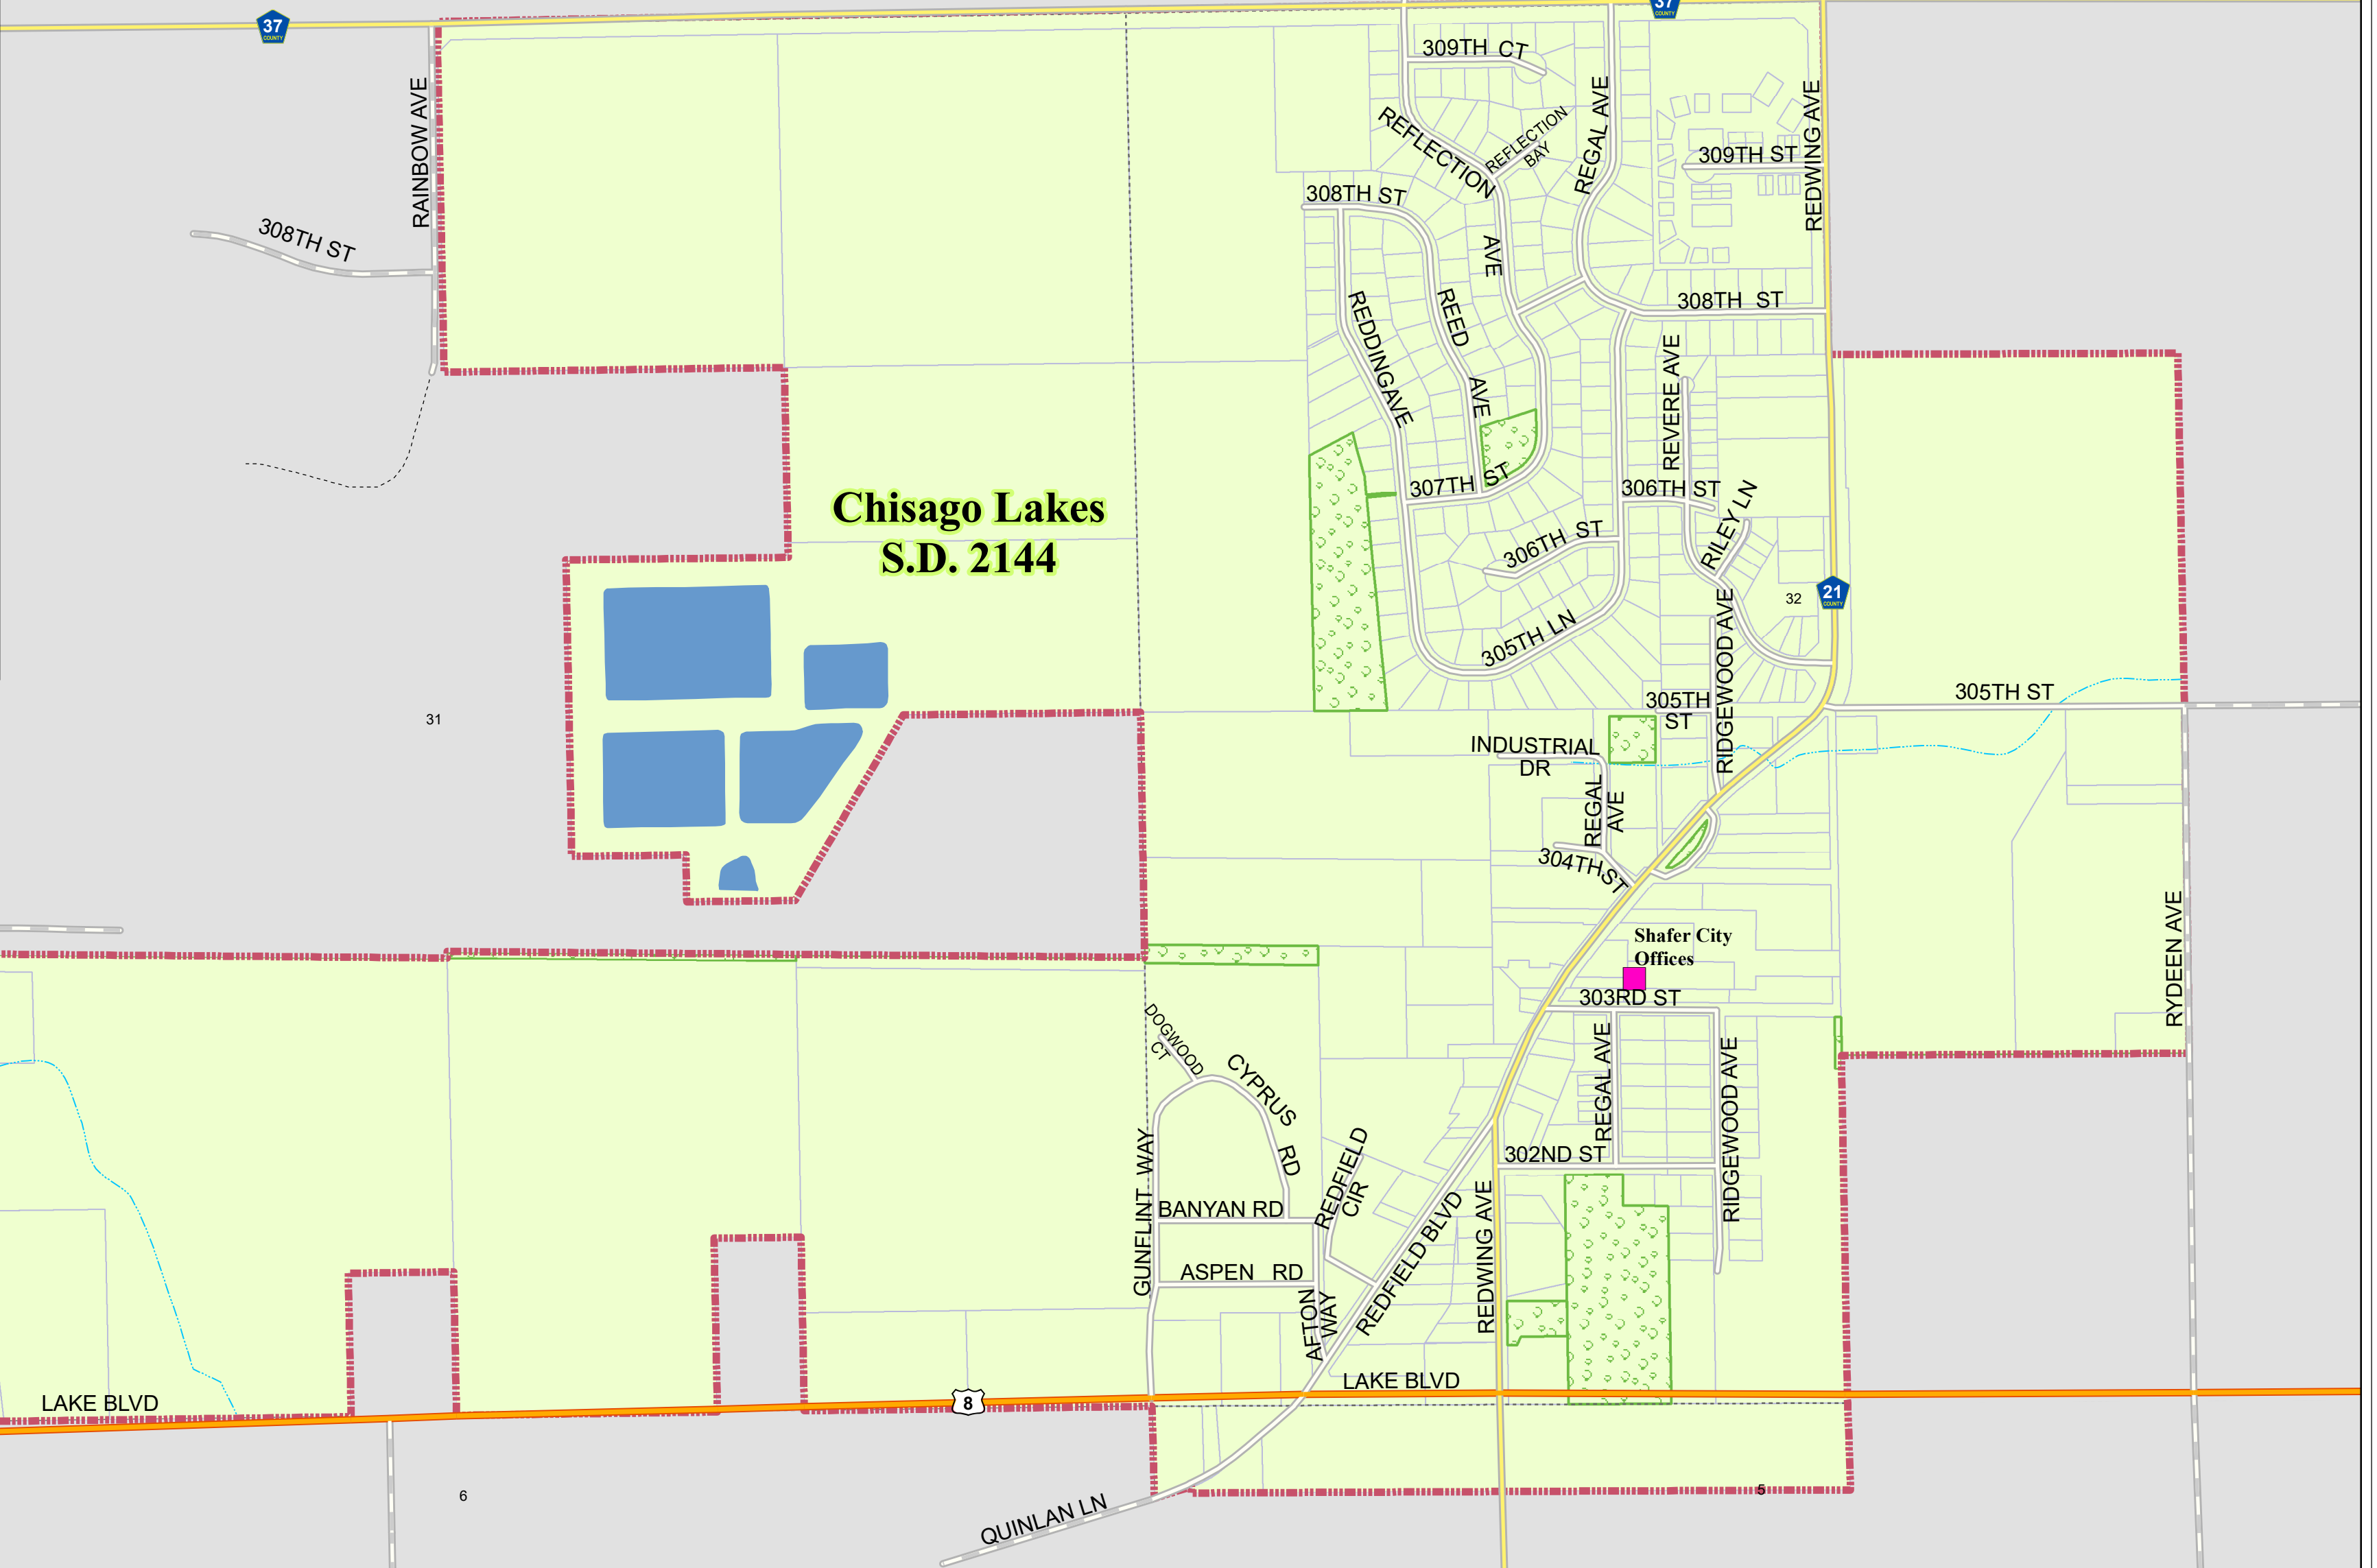 37
COUNTY
37
COUNTY
309TH CT
RAINBOW AVE
REFLECTION
AVE
REFLECTION
BAY
REGAL AVE
309TH ST
REDWING AVE
308TH ST
308TH ST
308TH ST
REDDINGAVE
REED
AVE
REVERE AVE
307TH ST
306TH ST
306TH ST
RILEY LN
Chisago Lakes
S.D. 2144
32
21
COUNTY
305TH LN
RIDGEWOOD AVE
305TH
ST
305TH ST
31
INDUSTRIAL
DR
REGAL
AVE
304TH ST
Shafer City
Offices
303RD ST
RYDEEN AVE
DOGWOOD
CT
CYPRUS
RD
REGAL AVE
RIDGEWOOD AVE
GUNFLINT WAY
REDFIELD
CIR
302ND ST
BANYAN RD
REDFIELD BLVD
REDWING AVE
ASPEN RD
AFTON
WAY
LAKE BLVD
8
LAKE BLVD
6
5
QUINLAN LN